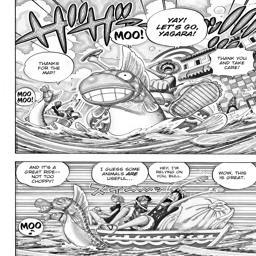 YAY!
LET'S GO,
YAGARA!
MOO!
THANKS
FOR THE
MAP!
THANK YOU
AND TAKE
CARE!
MOO
MOO!
AND IT'S A
GREAT RIDE--
NOT TOO
CHOPPY!
I GUESS SOME
ANIMALS ARE
USEFUL...
HEY, I'M
RELYING ON
YOU, BULL.
WOW, THIS
IS GREAT.
MOO